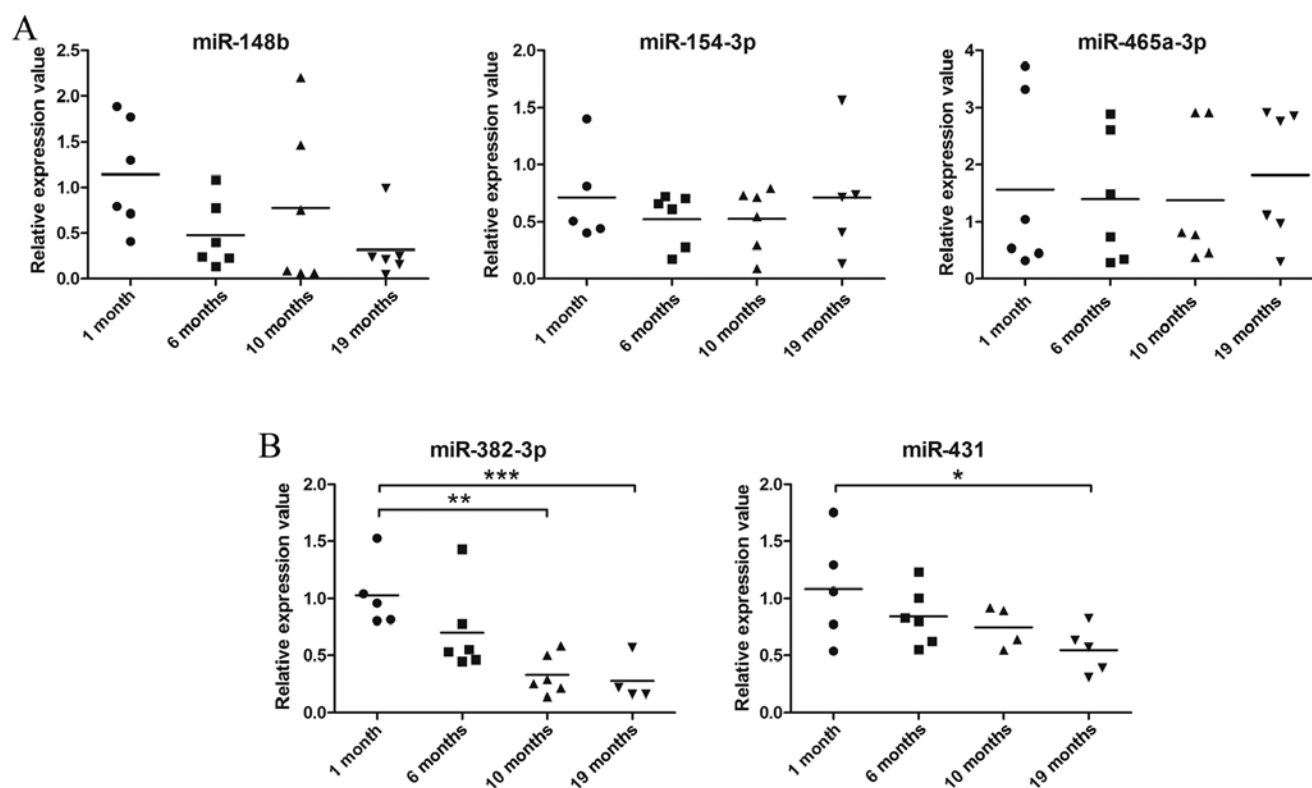 A
miR-148b
Relative expression value
2.5
2.0
1.5
1.0
0.5
0.0
1 month
6 months
10 months
19 months
miR-154-3p
Relative expression value
2.0
1.5
1.0
0.5
0.0
1 month
6 months
10 months
19 months
miR-465a-3p
Relative expression value
4
3
2
1
0
1 month
6 months
10 months
19 months
B
miR-382-3p
Relative expression value
2.0
1.5
1.0
0.5
0.0
***
**
1 month
6 months
10 months
19 months
miR-431
Relative expression value
2.0
1.5
1.0
0.5
0.0
*
1 month
6 months
10 months
19 months